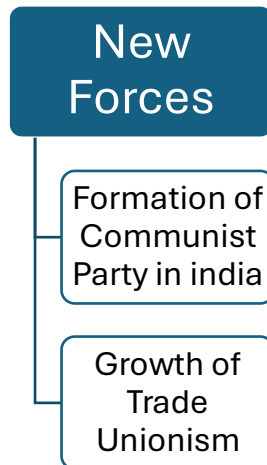 New
Forces
Formation of
Communist
Party in india
Growth of
Trade
Unionism